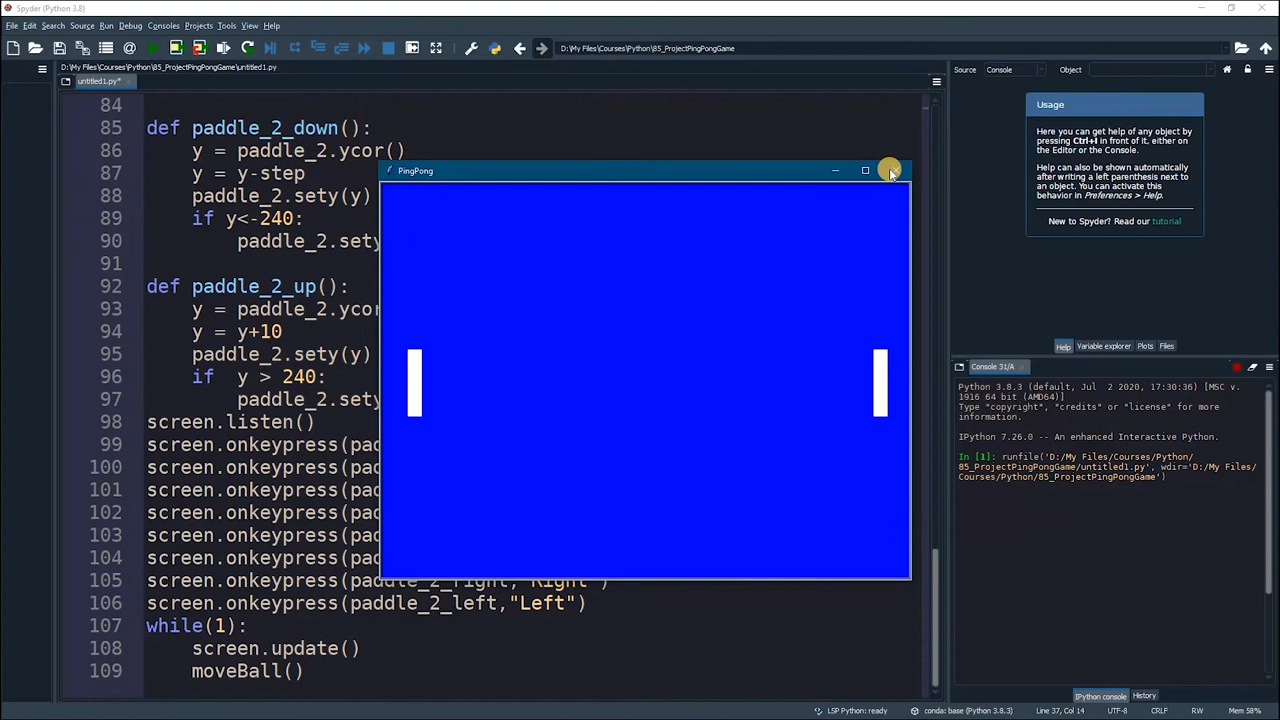 Spyder (Python 3.8)
File Edit Search Source Run Debug Consoles Projects Tools View Help
D:\My Files\Courses\Python\85_ProjectPingPongGame
D:\My Files\Courses\Python\85_ProjectPingPongGame\untitled1.py
untitled1.py*
84
85 def paddle_2_down():
86 y = paddle_2.ycor()
87 y = y-step
88 paddle_2.sety(y)
89 if y<-240:
90 paddle_2.sety
91
92 def paddle_2_up():
93 y = paddle_2.ycor
94 y = y+10
95 paddle_2.sety(y)
96 if y > 240:
97 paddle_2.sety
98 screen.listen()
99 screen.onkeypress(pad
100 screen.onkeypress(pad
101 screen.onkeypress(pad
102 screen.onkeypress(pad
103 screen.onkeypress(pad
104 screen.onkeypress(pad
105 screen.onkeypress(paddle_2_right,"Right")
106 screen.onkeypress(paddle_2_left,"Left")
107 while(1):
108 screen.update()
109 moveBall()
PingPong
Source Console Object
Usage
Here you can get help of any object by
pressing Ctrl+H in front of it, either on
the Editor or the Console.
Help can also be shown automatically
after writing a left parenthesis next to
an object. You can activate this
behavior in Preferences > Help.
New to Spyder? Read our tutorial
Help Variable explorer Plots Files
Console 31/A
Python 3.8.3 (default, Jul 2 2020, 17:30:36) [MSC v.
1916 64 bit (AMD64)]
Type "copyright", "credits" or "license" for more
information.
IPython 7.26.0 -- An enhanced Interactive Python.
In [1]: runfile('D:/My Files/Courses/Python/
85_ProjectPingPongGame/untitled1.py', wdir='D:/My Files/
Courses/Python/85_ProjectPingPongGame')
IPython console History
LSP Python: ready conda: base (Python 3.8.3) Line 37, Col 14 UTF-8 CRLF RW Mem 58%